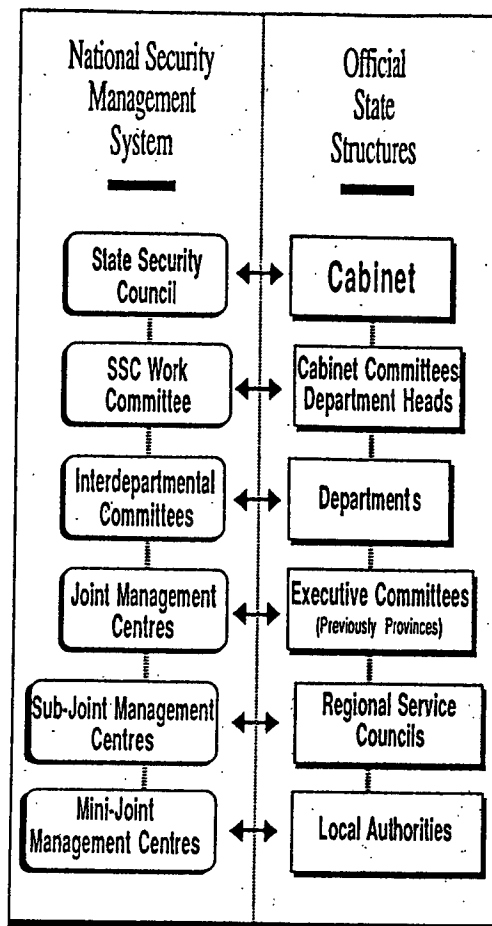 National Security
Management
System
Official
State
Structures
State Security
Council
Cabinet
SSC Work
Committee
Cabinet Committees
Department Heads
Interdepartmental
Committees
Departments
Joint Management
Centres
Executive Committees
(Previously Provinces)
Sub-Joint Management
Centres
Regional Service
Councils
Mini-Joint
Management Centres
Local Authorities